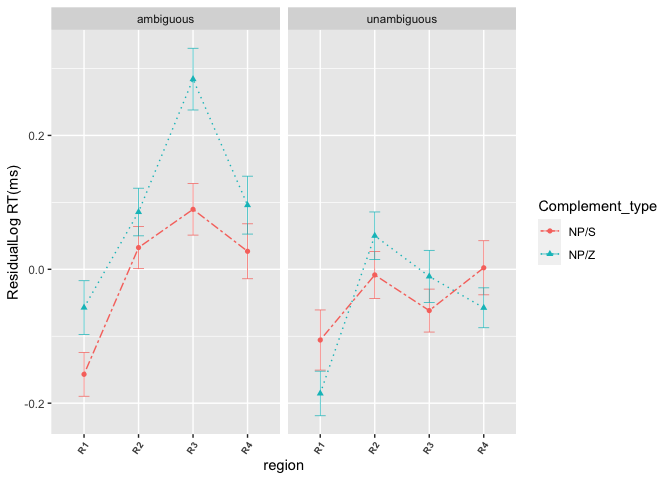 ambiguous
unambiguous
ResidualLog RT(ms)
0.2
0.0
-0.2
R1
R2
R3
R4
R1
R2
R3
R4
region
Complement_type
NP/S
NP/Z